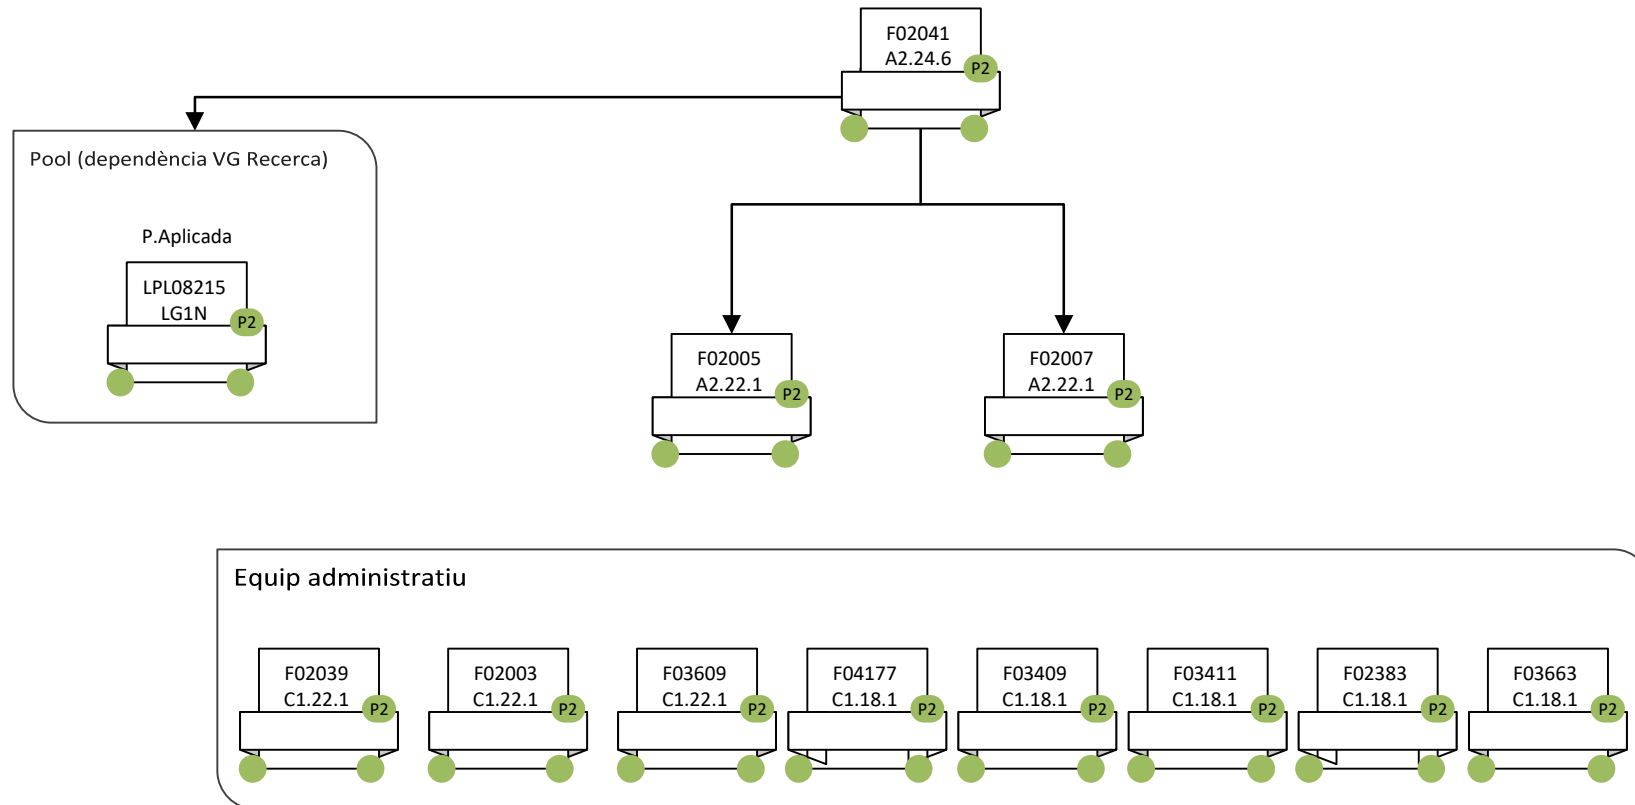 F02041
A2.24.6
P2
Pool (dependència VG Recerca)
P.Aplicada
LPL08215
LG1N
P2
F02005
A2.22.1
P2
F02007
A2.22.1
P2
Equip administratiu
F02039
C1.22.1
P2
F02003
C1.22.1
P2
F03609
C1.22.1
P2
F04177
C1.18.1
P2
F03409
C1.18.1
P2
F03411
C1.18.1
P2
F02383
C1.18.1
P2
F03663
C1.18.1
P2